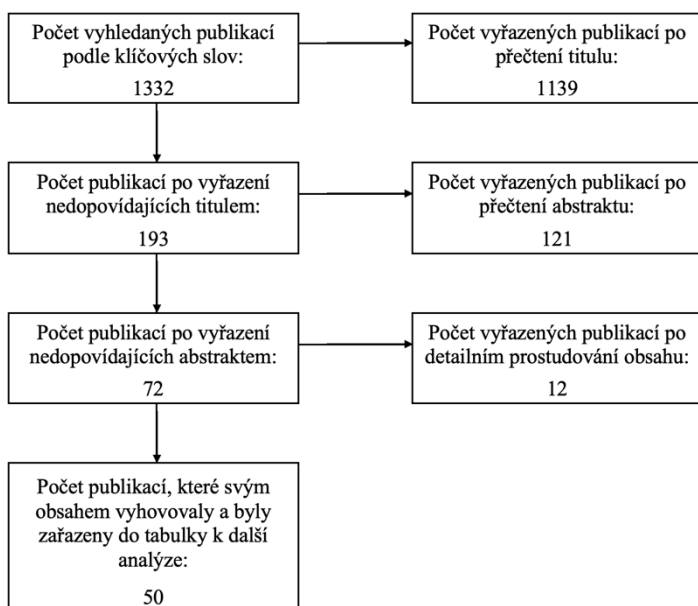 Počet vyhledaných publikací
podle klíčových slov:
1332
Počet vyřazených publikací po
přečtení titulu:
1139
Počet publikací po vyřazení
nedopovídajících titulem:
193
Počet vyřazených publikací po
přečtení abstraktu:
121
Počet publikací po vyřazení
nedopovídajících abstraktem:
72
Počet vyřazených publikací po
detailním prostudování obsahu:
12
Počet publikací, které svým
obsahem vyhovovaly a byly
zařazeny do tabulky k další
analýze:
50